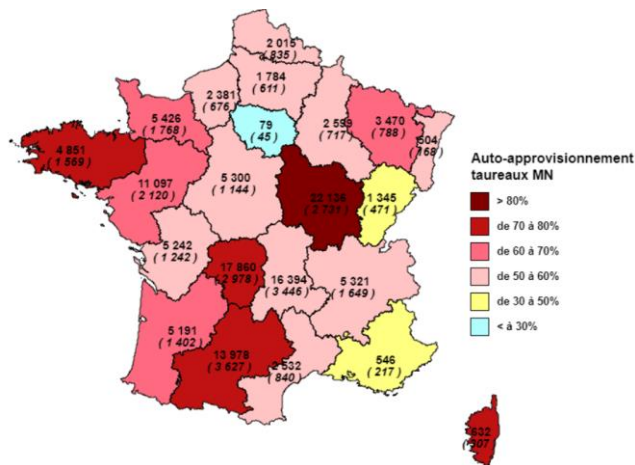 2 015
( 835)
1 784
( 611)
2 381
( 676
5 426
( 1 768)
79
( 45)
2 599
( 717)
3 470
( 788)
504
( 168)
4 851
( 1 569)
11 097
( 2 120)
5 300
( 1 144)
22 136
1 345
( 471)
5 242
( 1 242)
17 860
( 2 978)
16 394
( 3 446)
5 321
( 1 649)
5 191
( 1 402)
13 978
( 3 627)
2 532
( 840)
546
( 217)
632
( 307
Auto-approvisionnement
taureaux MN
> 80%
de 70 à 80%
de 60 à 70%
de 50 à 60%
de 30 à 50%
< à 30%